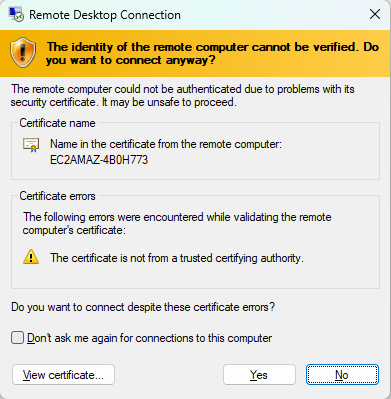 Remote Desktop Connection
The identity of the remote computer cannot be verified. Do
you want to connect anyway?
The remote computer could not be authenticated due to problems with its
security certificate. It may be unsafe to proceed.
Certificate name
Name in the certificate from the remote computer:
EC2AMAZ-4B0H773
Certificate errors
The following errors were encountered while validating the remote
computer's certificate:
The certificate is not from a trusted certifying authority.
Do you want to connect despite these certificate errors?
Don't ask me again for connections to this computer
View certificate...
Yes
No